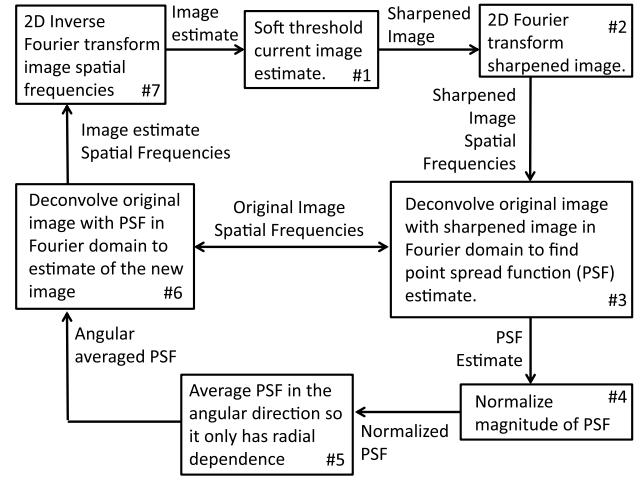 2D Inverse
Fourier transform
image spatial
frequencies #7
Image
estimate
Soft threshold
current image
estimate. #1
Sharpened
Image
2D Fourier #2
transform
sharpened image.
Sharpened
Image
Spatial
Frequencies
Image estimate
Spatial Frequencies
Deconvolve original
image with PSF in
Fourier domain to
estimate of the new
image #6
Original Image
Spatial Frequencies
Deconvolve original image
with sharpened image in
Fourier domain to find
point spread function (PSF)
estimate. #3
PSF
Estimate
#4
Normalize
magnitude of PSF
Normalized
PSF
Average PSF in the
angular direction so
it only has radial
dependence #5
Angular
averaged PSF